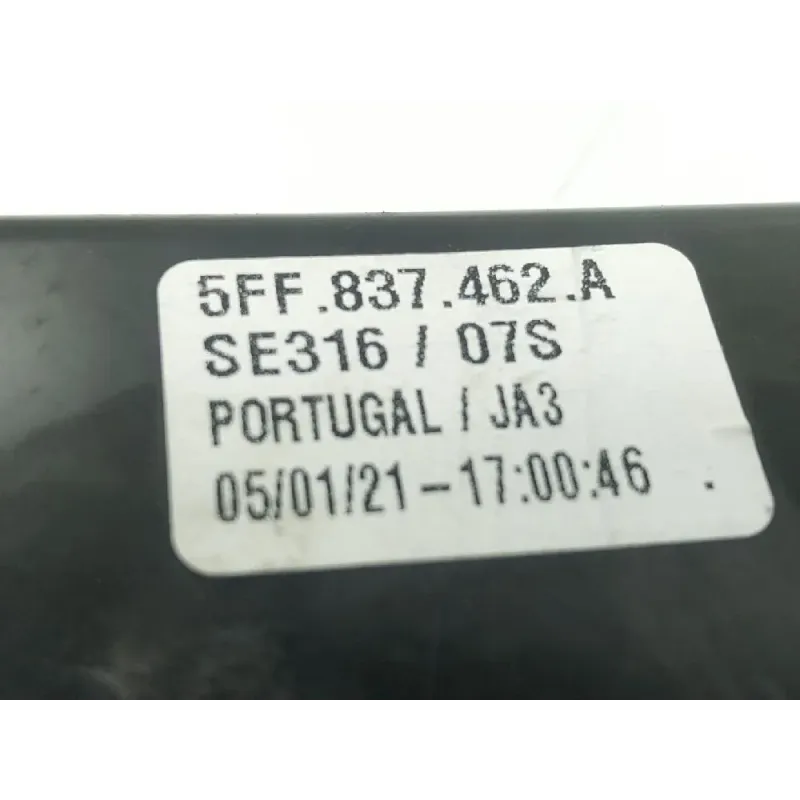 5FF.837.462.A
SE316 / 07S
PORTUGAL / JA3
05/01/21-17:00:46 .